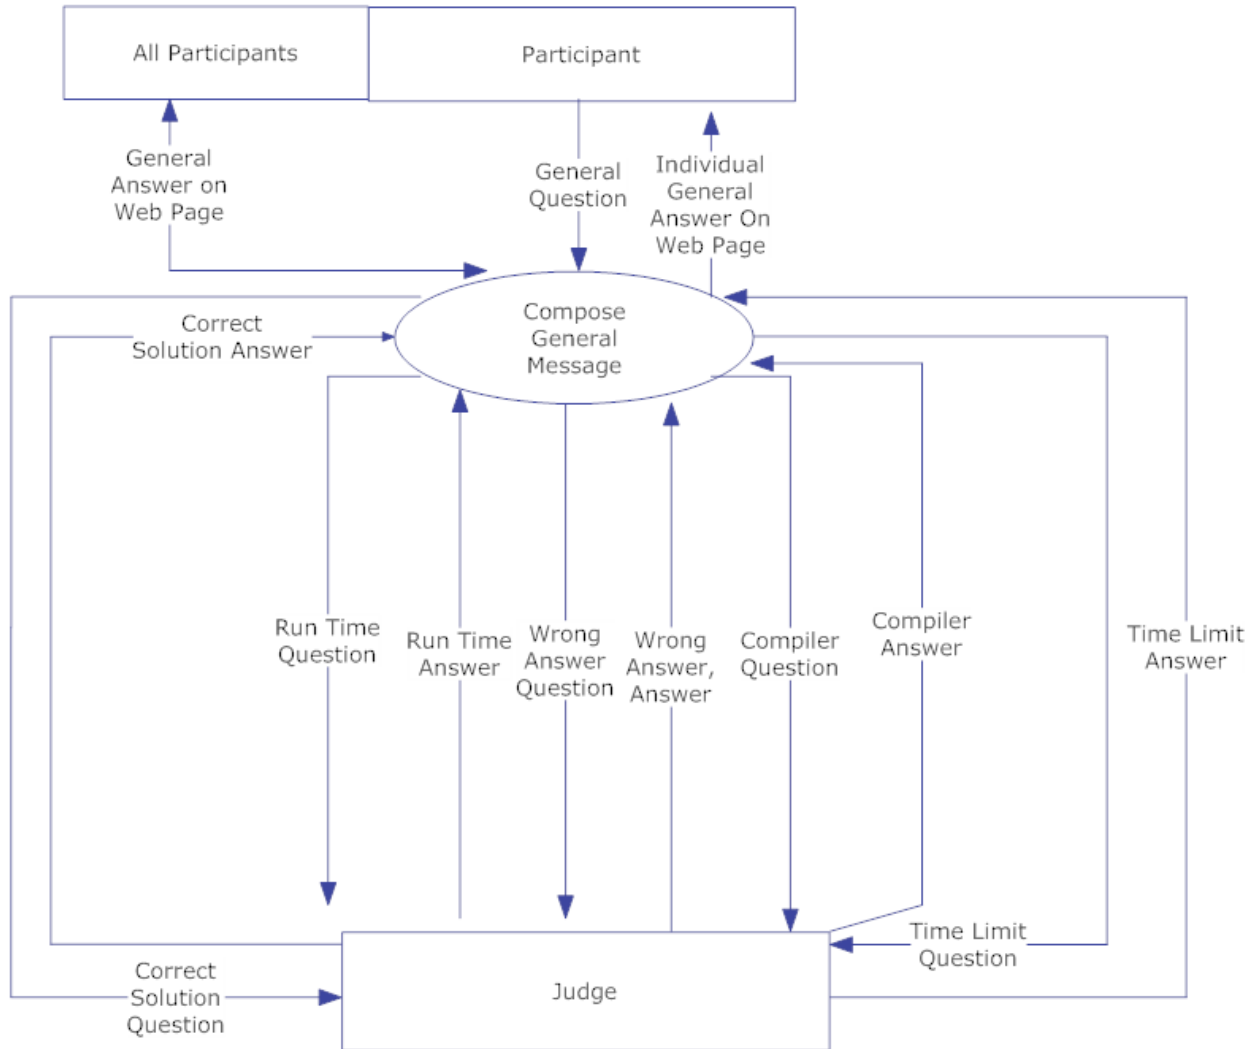 All Participants
Participant
General
Answer on
Web Page
General
Question
Individual
General
Answer On
Web Page
Compose
General
Message
Correct
Solution Answer
Run Time
Question
Run Time
Answer
Wrong
Answer
Question
Wrong
Answer,
Answer
Compiler
Question
Compiler
Answer
Time Limit
Answer
Time Limit
Question
Correct
Solution
Question
Judge